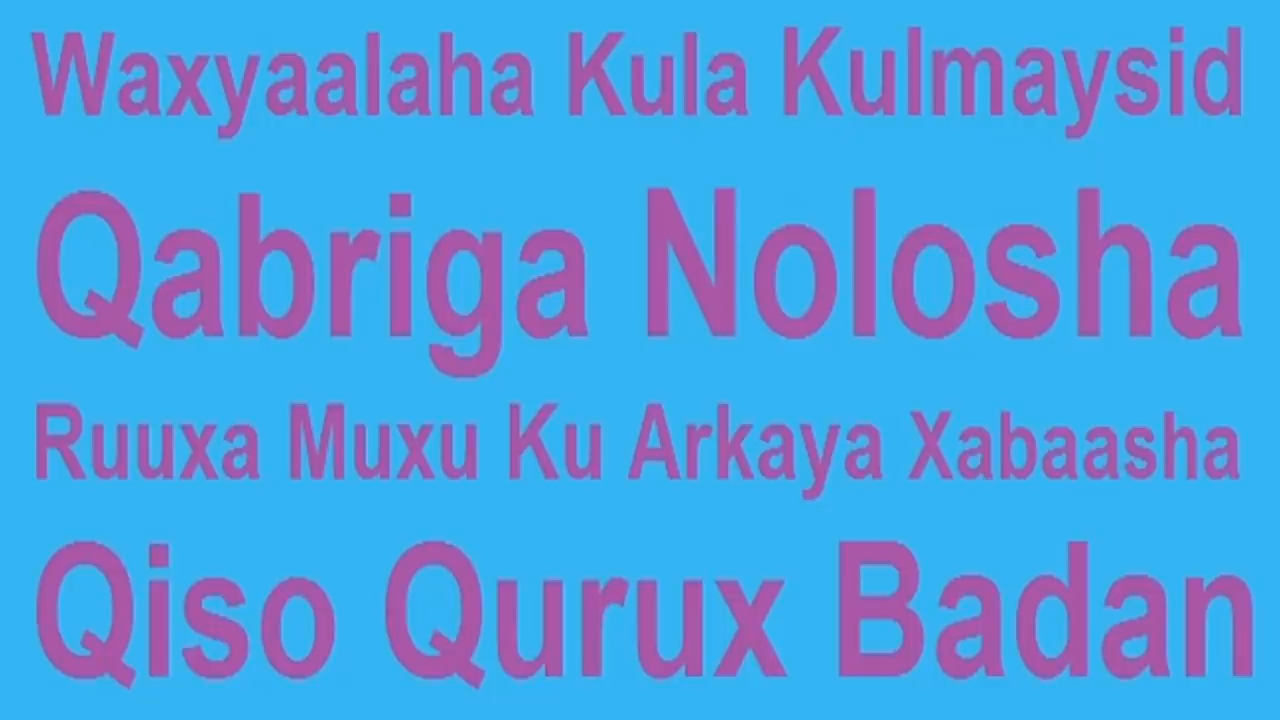 Waxyaalaha Kula Kulmaysid
Qabriga Nolosha
Ruuxa Muxu Ku Arkaya Xabaasha
Qiso Qurux Badan